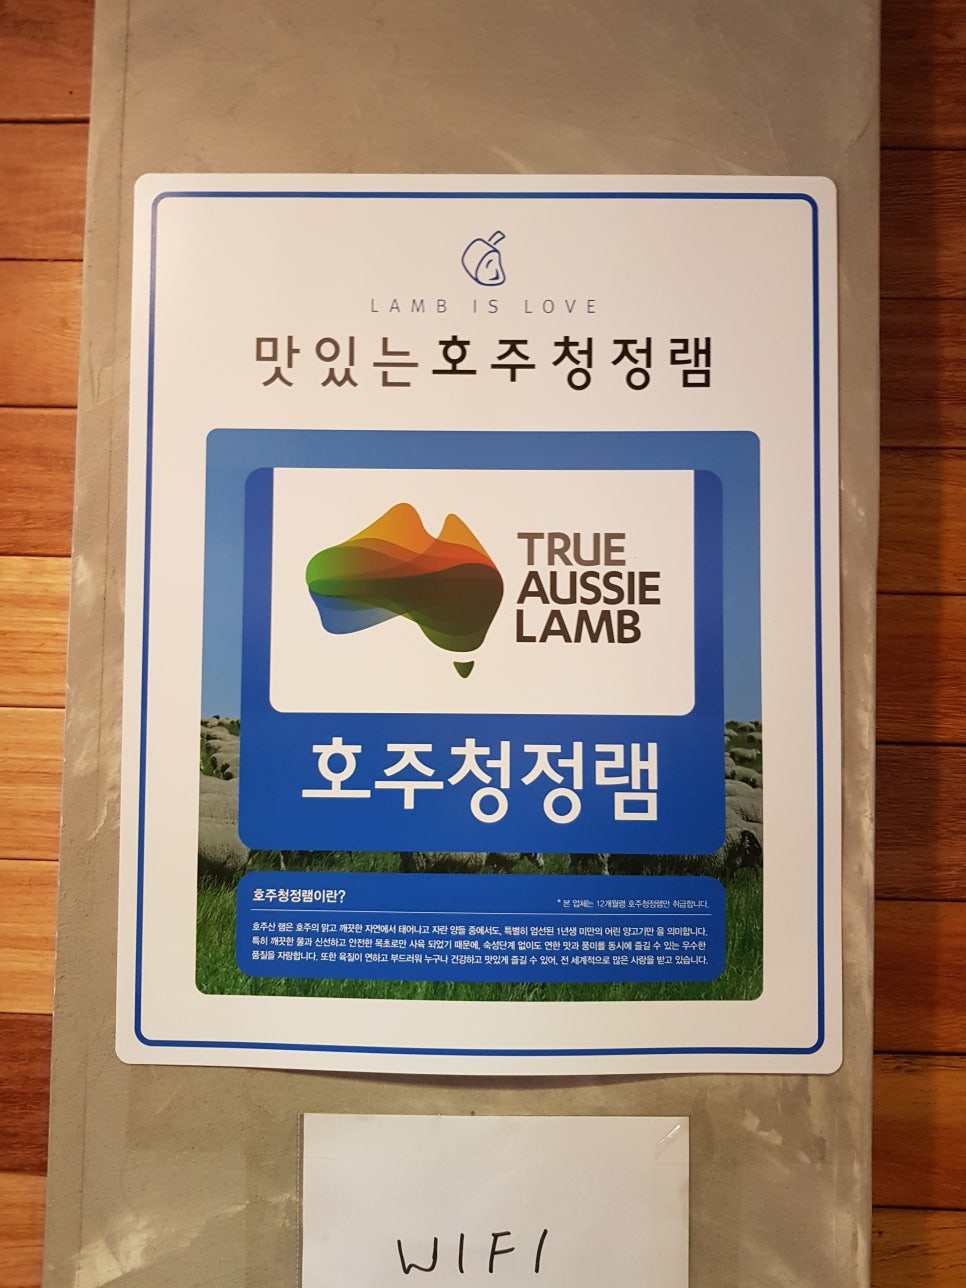 LAMB IS LOVE
맛있는호주청정램
TRUE
AUSSIE
LAMB
호주청정램
호주청정램이란?
* 본 업체는 12개월령 호주청정램만 취급합니다.
호주산 램은 호주의 맑고 깨끗한 자연에서 태어나고 자란 양들 중에서도, 특별히 엄선된 1년생 미만의 어린 양고기만 을 의미합니다.
특히 깨끗한 물과 신선하고 안전한 목초로만 사육 되었기 때문에, 숙성단계 없이도 연한 맛과 풍미를 동시에 즐길 수 있는 우수한
품질을 자랑합니다. 또한 육질이 연하고 부드러워 누구나 건강하고 맛있게 즐길 수 있어, 전 세계적으로 많은 사랑을 받고 있습니다.
WIFI